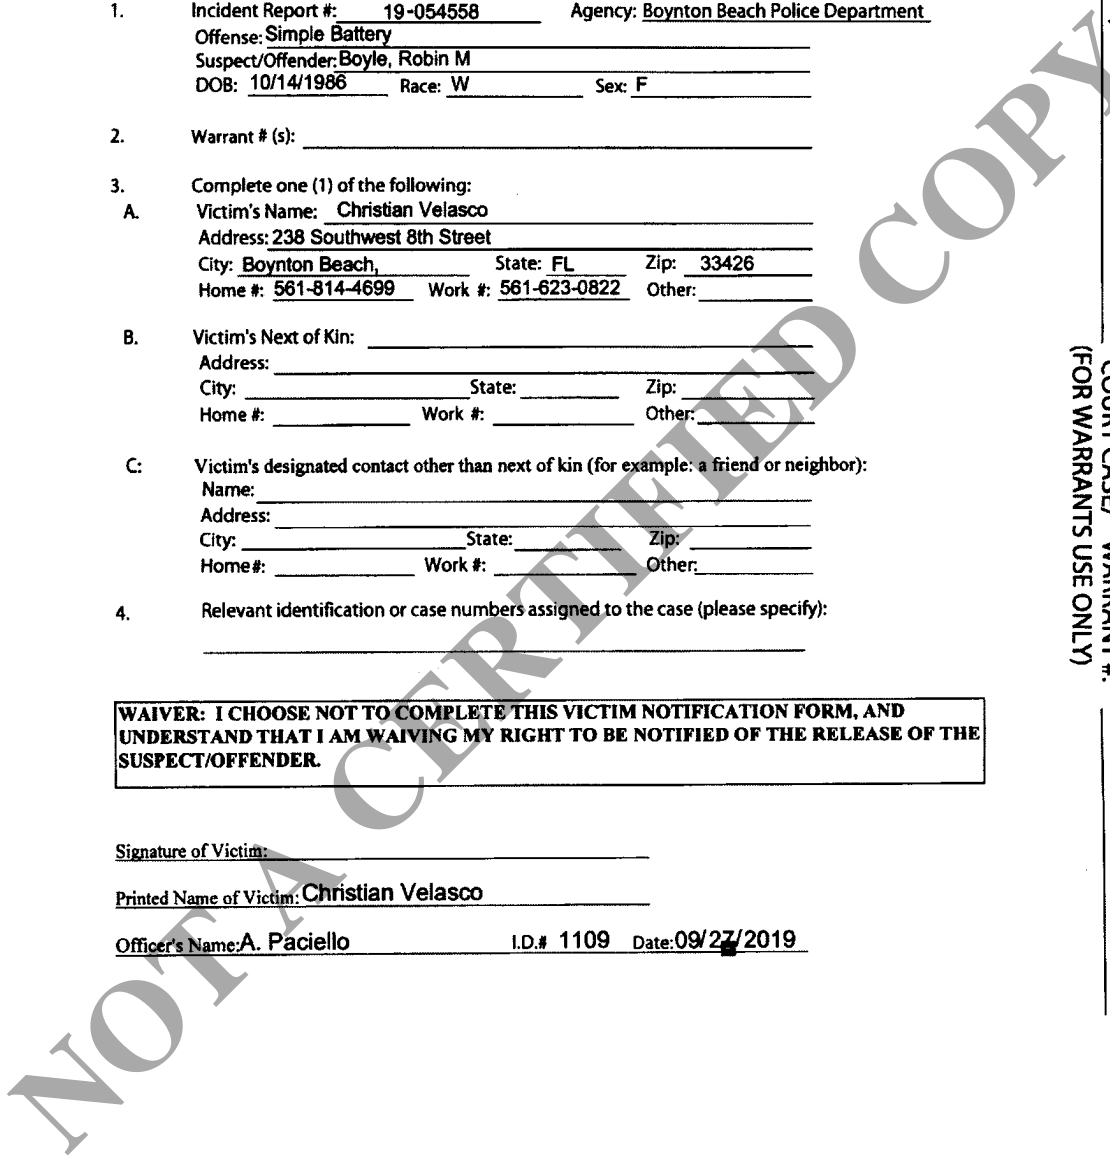 1. Incident Report #: 19-054558 Agency: Boynton Beach Police Department
Offense: Simple Battery
Suspect/Offender: Boyle, Robin M
DOB: 10/14/1986 Race: W Sex: F
2. Warrant # (s):
3. Complete one (1) of the following:
A. Victim's Name: Christian Velasco
Address: 238 Southwest 8th Street
City: Boynton Beach, State: FL Zip: 33426
Home #: 561-814-4699 Work #: 561-623-0822 Other:
B. Victim's Next of Kin:
Address:
City: State: Zip:
Home #: Work #: Other:
C: Victim's designated contact other than next of kin (for example: a friend or neighbor):
Name:
Address:
City: State: Zip:
Home#: Work #: Other:
4. Relevant identification or case numbers assigned to the case (please specify):
WAIVER: I CHOOSE NOT TO COMPLETE THIS VICTIM NOTIFICATION FORM, AND
UNDERSTAND THAT I AM WAIVING MY RIGHT TO BE NOTIFIED OF THE RELEASE OF THE
SUSPECT/OFFENDER.
Signature of Victim:
Printed Name of Victim: Christian Velasco
Officer's Name: A. Paciello I.D.# 1109 Date: 09/27/2019
(FOR WARRANTS USE ONLY)
NOT A CERTIFIED COPY